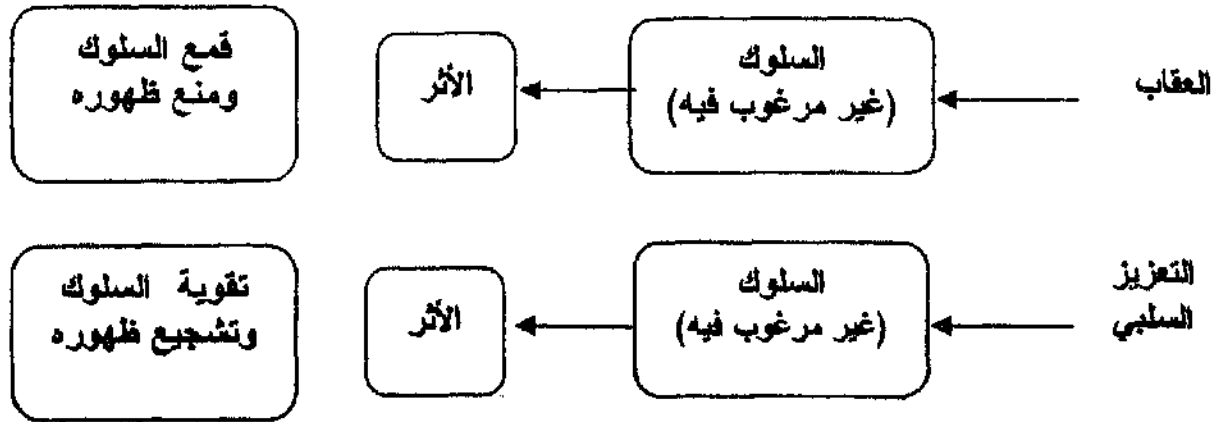 العقاب
السلوك
(غير مرغوب فيه)
الأثر
قمع السلوك
ومنع ظهوره
التعزيز
السلبي
السلوك
(غير مرغوب فيه)
الأثر
تقوية السلوك
وتشجيع ظهوره